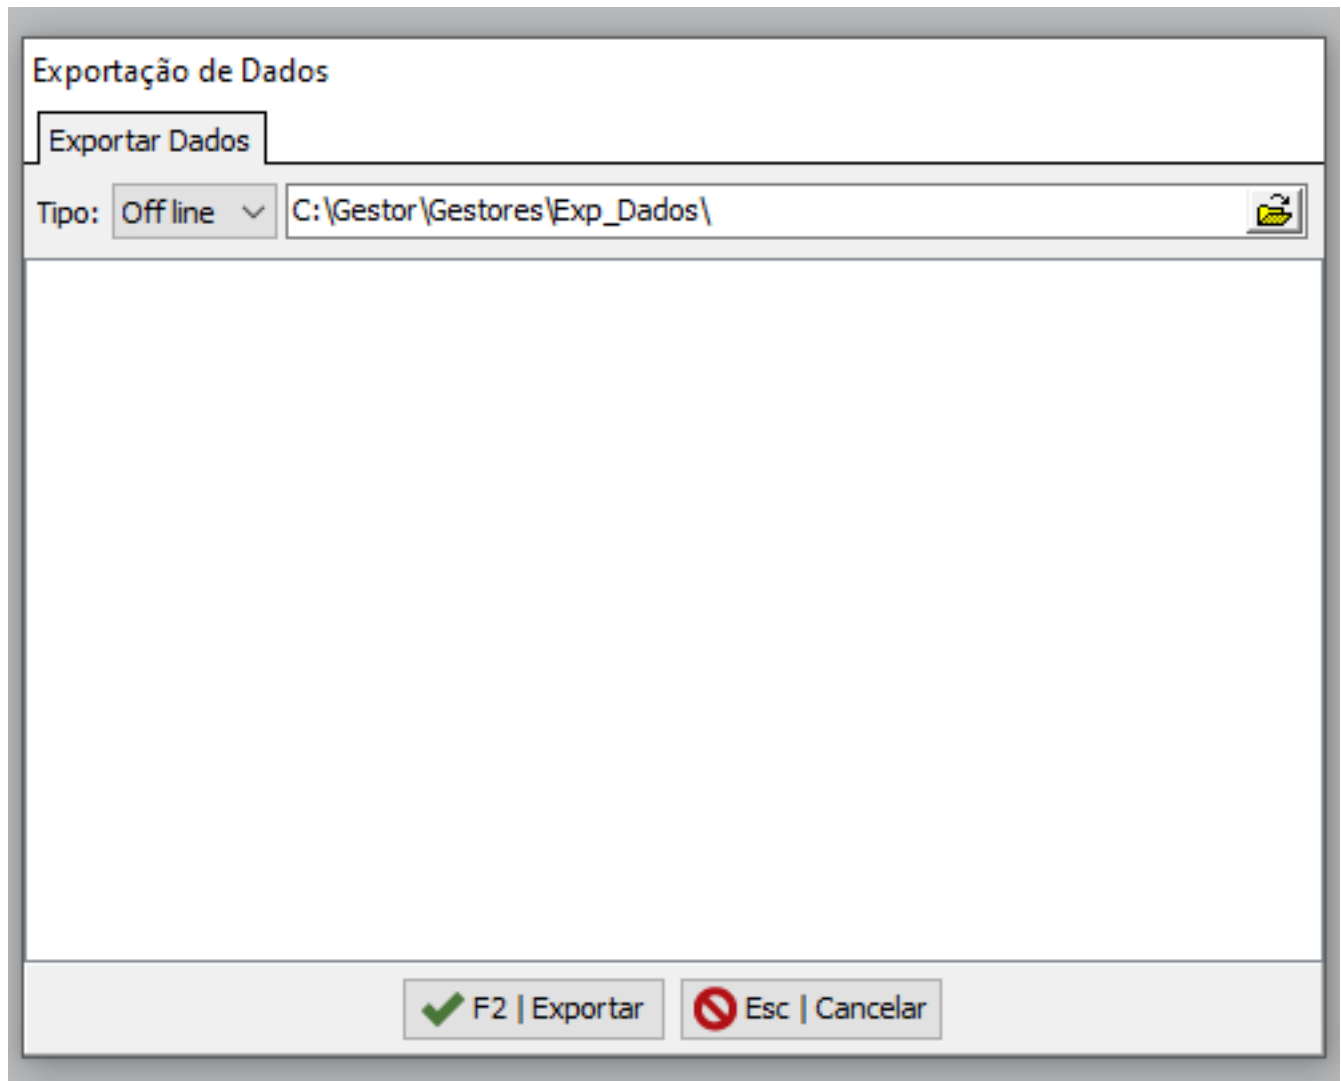 Exportação de Dados
Exportar Dados
Tipo: Off line C:\Gestor\Gestores\Exp_Dados\
F2 | Exportar Esc | Cancelar